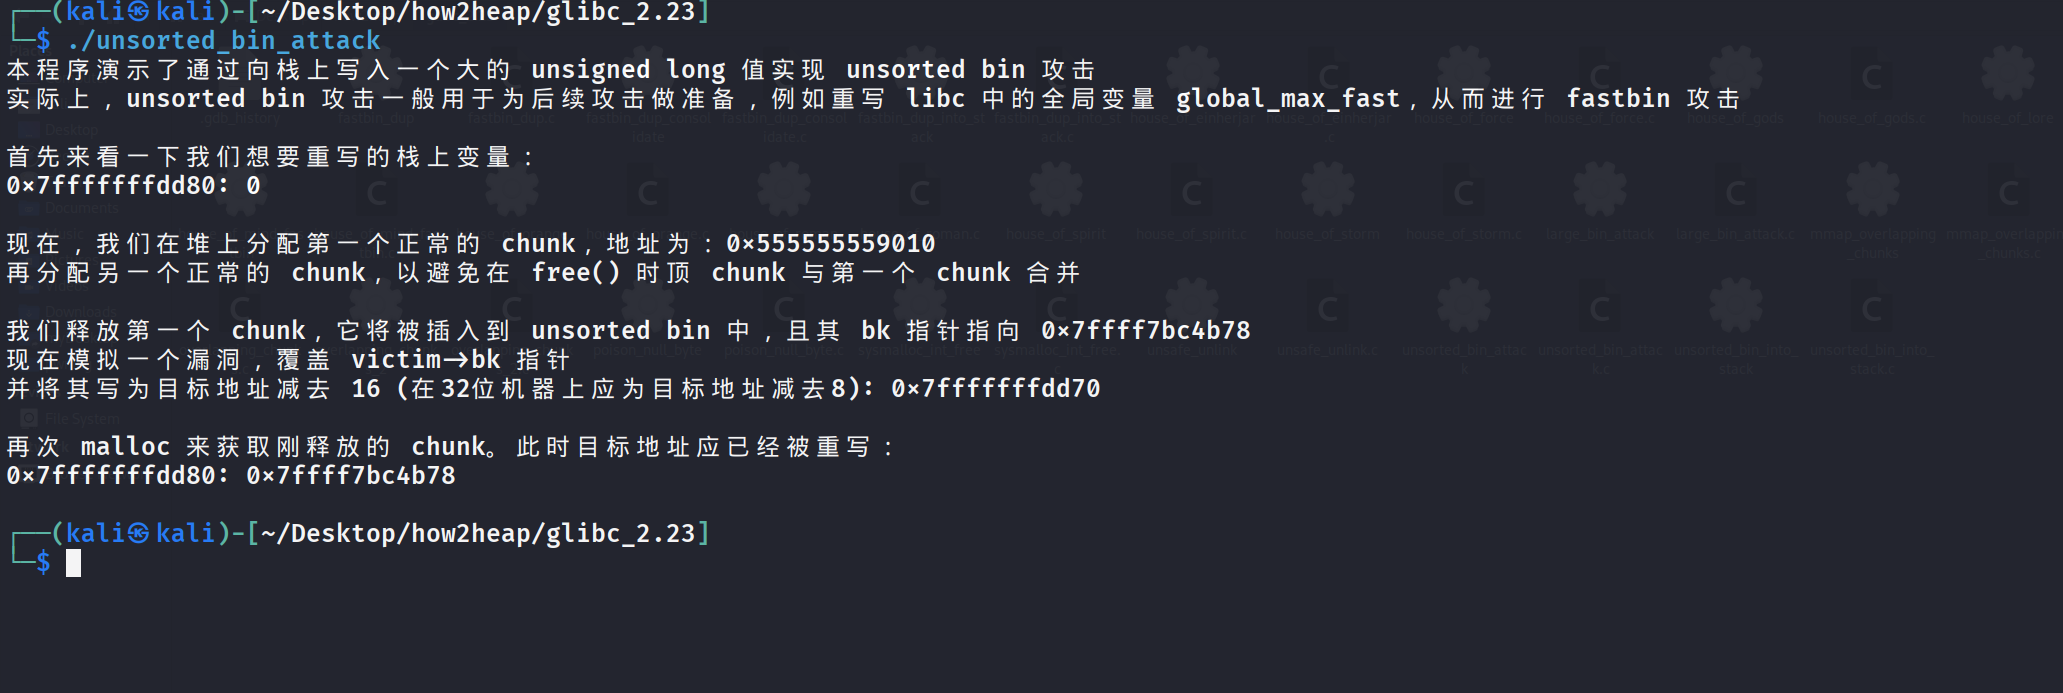 ┌──(kali㉿kali)-[~/Desktop/how2heap/glibc_2.23]
└─$ ./unsorted_bin_attack
本程序演示了通过向栈上写入一个大的 unsigned long 值实现 unsorted bin 攻击
实际上，unsorted bin 攻击一般用于为后续攻击做准备，例如重写 libc 中的全局变量 global_max_fast，从而进行 fastbin 攻击
首先来看一下我们想要重写的栈上变量：
0x7fffffffdd80: 0
现在，我们在堆上分配第一个正常的 chunk，地址为：0x555555559010
再分配另一个正常的 chunk，以避免在 free() 时顶 chunk 与第一个 chunk 合并
我们释放第一个 chunk，它将被插入到 unsorted bin 中，且其 bk 指针指向 0x7ffff7bc4b78
现在模拟一个漏洞，覆盖 victim->bk 指针
并将其写为目标地址减去 16 (在32位机器上应为目标地址减去8): 0x7fffffffdd70
再次 malloc 来获取刚释放的 chunk。此时目标地址应已经被重写：
0x7fffffffdd80: 0x7ffff7bc4b78
┌──(kali㉿kali)-[~/Desktop/how2heap/glibc_2.23]
└─$